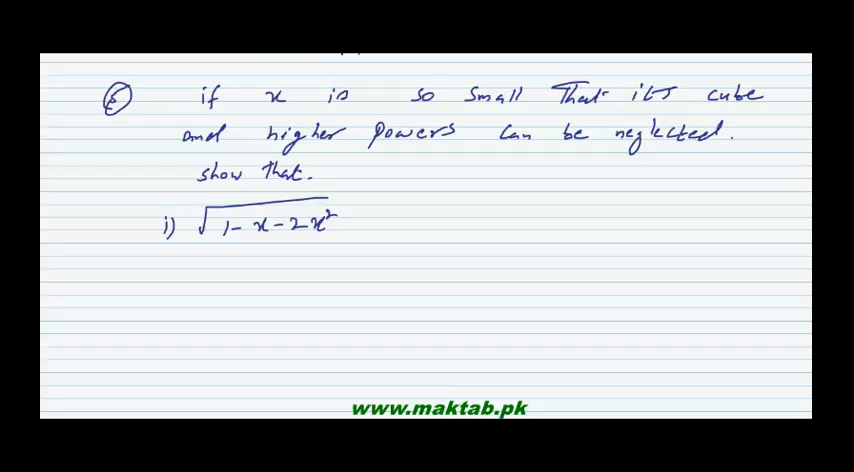 if x is so small that its cube
and higher powers can be neglected.
show that.
i) √(1-x-2x²)
www.maktab.pk